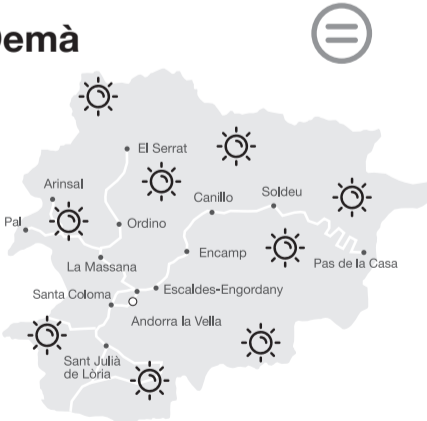 Demà
El Serrat
Arinsal
Canillo
Soldeu
Pal
Ordino
Encamp
La Massana
Pas de la Casa
Santa Coloma
Escaldes-Engordany
Andorra la Vella
Sant Julià
de Lòria